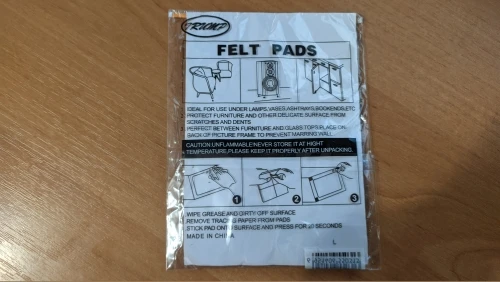 TRIUMF
FELT PADS
IDEAL FOR USE UNDER LAMPS, VASES, ASHTRAYS, BOOKENDS, ETC
PROTECT FURNITURE AND OTHER DELICATE SURFACE FROM
SCRATCHES AND DENTS
PERFECT BETWEEN FURNITURE AND GLASS TOPS, PLACE ON
BACK OF PICTURE FRAME TO PREVENT MARRING WALL.
CAUTION: UNFLAMMABLE! NEVER STORE IT AT HIGHT
TEMPERATURE, PLEASE KEEP IT PROPERLY AFTER UNPACKING.
1 2 3
WIPE GREASE AND DIRTY OFF SURFACE
REMOVE TRACING PAPER FROM PADS
STICK PAD ONTO SURFACE AND PRESS FOR SECONDS
MADE IN CHINA
L